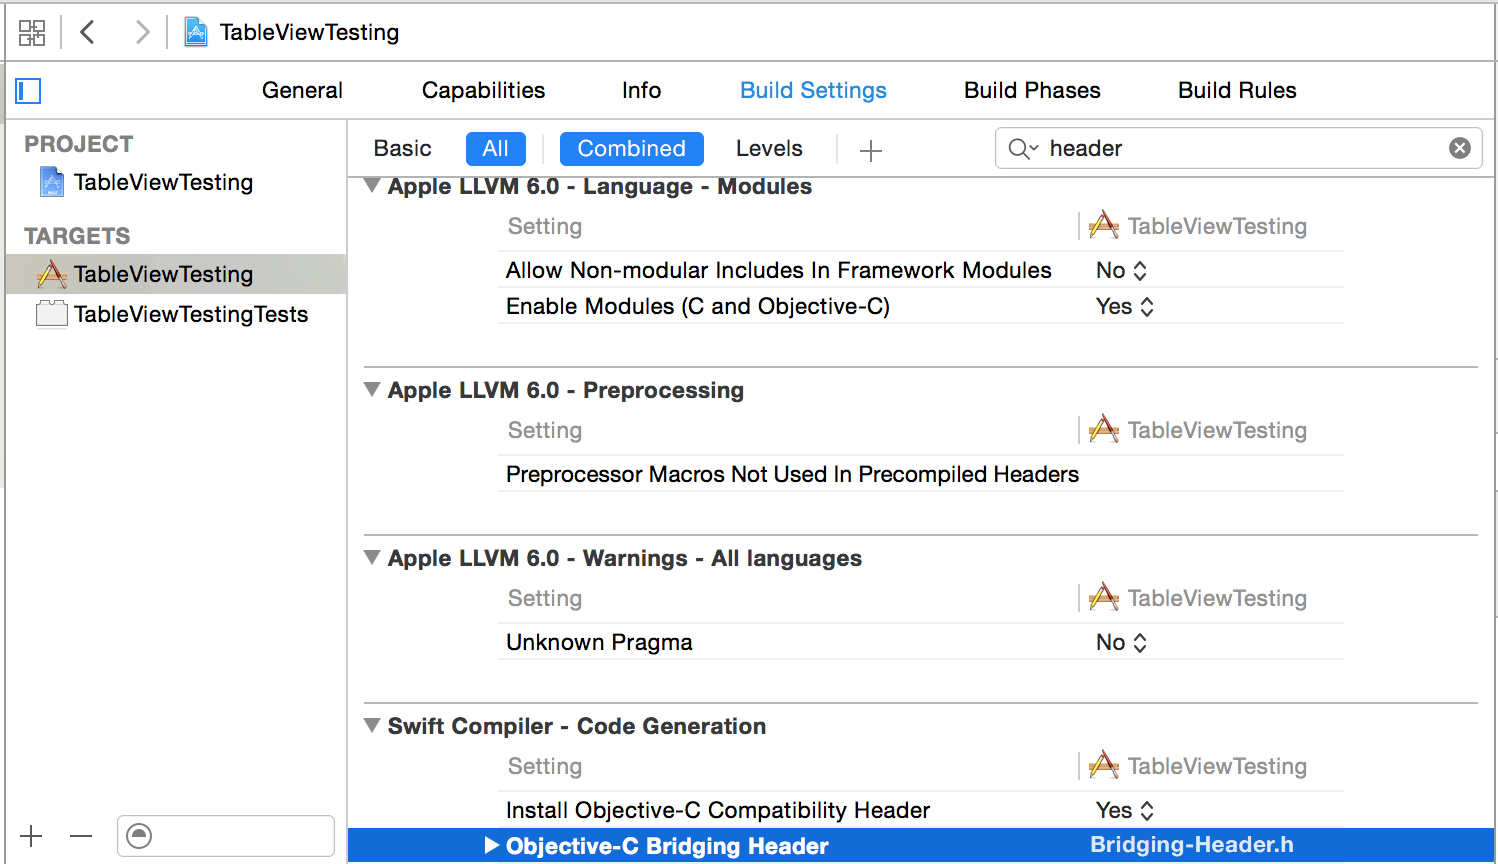 TableViewTesting
General Capabilities Info Build Settings Build Phases Build Rules
PROJECT
TableViewTesting
TARGETS
TableViewTesting
TableViewTestingTests
Basic All Combined Levels header
Apple LLVM 6.0 - Language - Modules
Setting TableViewTesting
Allow Non-modular Includes In Framework Modules No
Enable Modules (C and Objective-C) Yes
Apple LLVM 6.0 - Preprocessing
Setting TableViewTesting
Preprocessor Macros Not Used In Precompiled Headers
Apple LLVM 6.0 - Warnings - All languages
Setting TableViewTesting
Unknown Pragma No
Swift Compiler - Code Generation
Setting TableViewTesting
Install Objective-C Compatibility Header Yes
Objective-C Bridging Header Bridging-Header.h